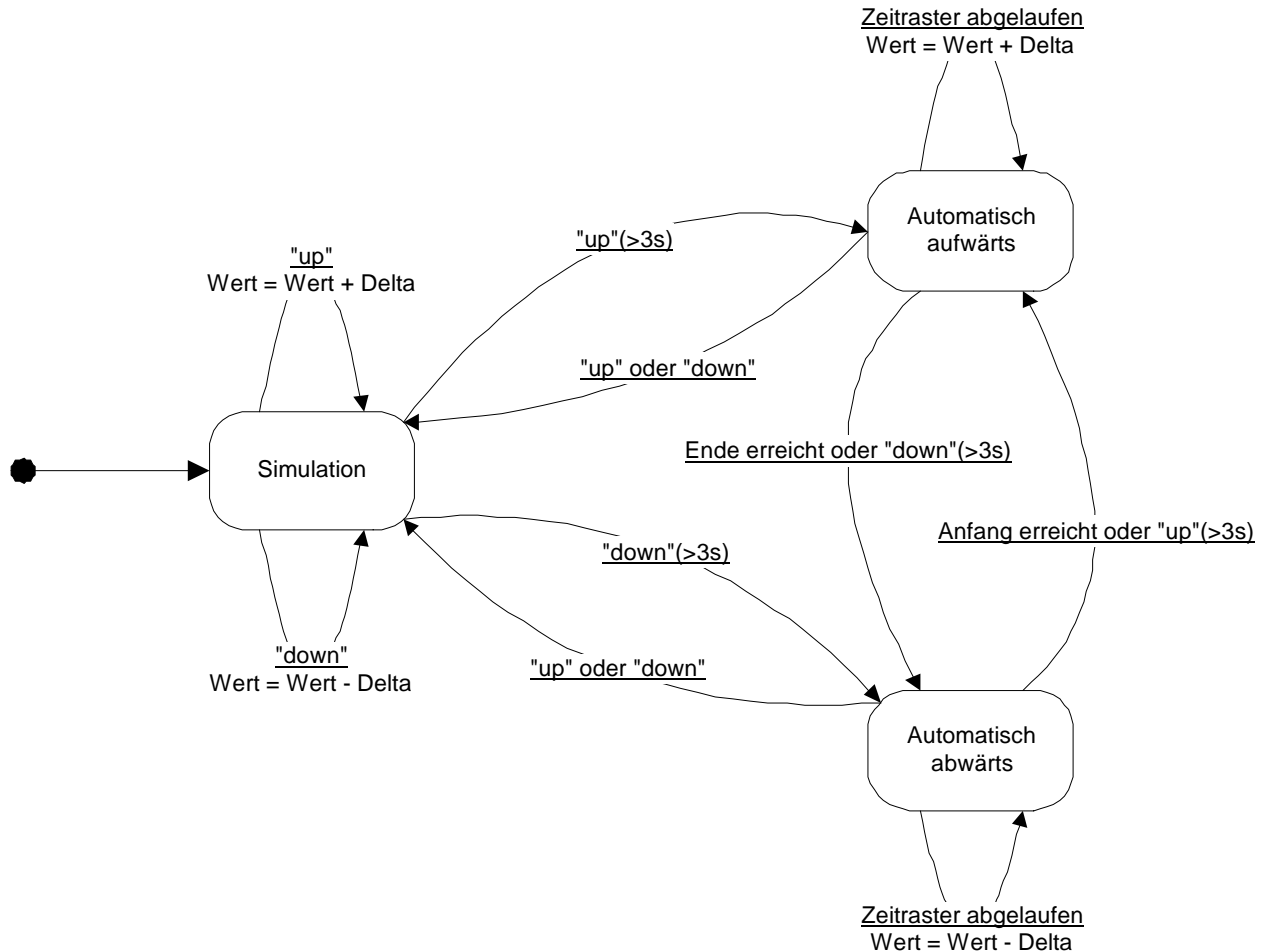 Zeitraster abgelaufen
Wert = Wert + Delta
Automatisch
aufwärts
"up"(>3s)
"up"
Wert = Wert + Delta
"up" oder "down"
Ende erreicht oder "down"(>3s)
Simulation
Anfang erreicht oder "up"(>3s)
"down"(>3s)
"down"
Wert = Wert - Delta
"up" oder "down"
Automatisch
abwärts
Zeitraster abgelaufen
Wert = Wert - Delta